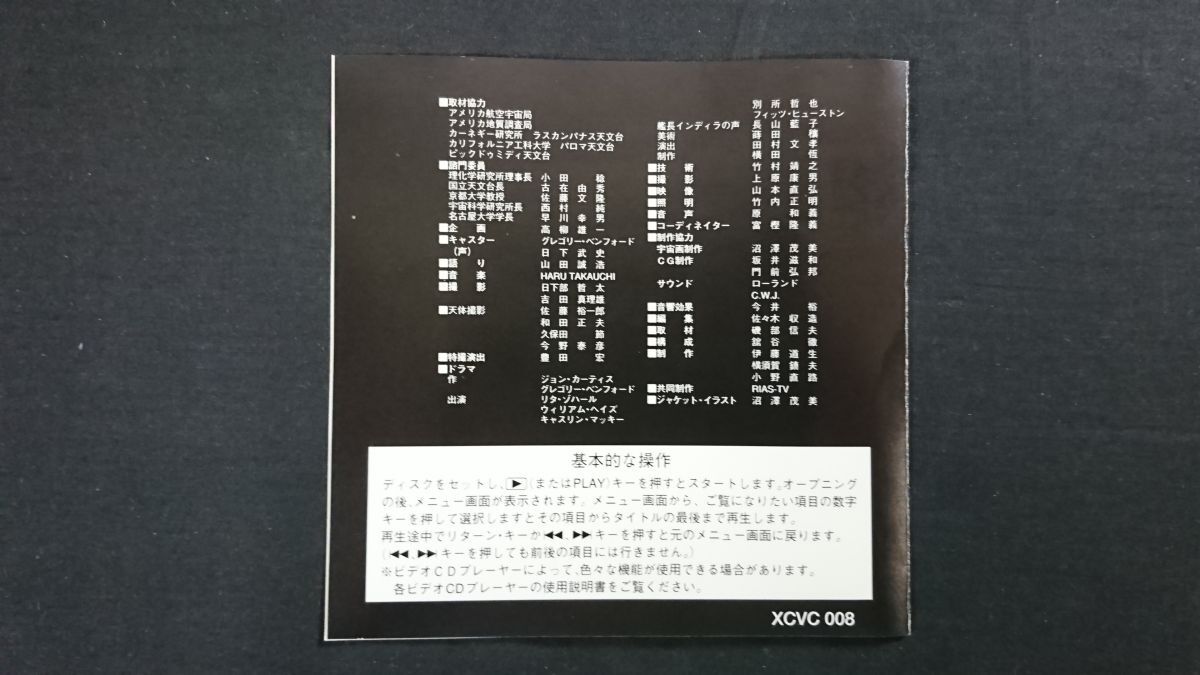 ■取材協力
アメリカ航空宇宙局
アメリカ地質調査局
カーネギー研究所 ラスカンパナス天文台
カリフォルニア工科大学 パロマ天文台
ピックドゥミディ天文台
■諮門委員
理化学研究所理事長 小田 稔
国立天文台長 古在由秀
京都大学教授 佐藤文隆
宇宙科学研究所長 西村 純
名古屋大学学長 早川幸男
■企画 高柳雄一
■キャスター グレゴリー・ベンフォード
(声) 日下武史
■語り 山田誠浩
■音楽 HARU TAKAUCHI
■撮影 日下部哲太
吉田真理雄
■天体撮影 佐藤裕一郎
和田正夫
久保田 節
今野泰彦
■特撮演出 豊田 宏
■ドラマ
作 ジョン・カーティス
グレゴリー・ベンフォード
出演 リタ・ゾハール
ウィリアム・ヘイズ
キャスリン・マッキー
別所哲也
フィッツ・ヒューストン
艦長インディラの声 長山藍子
美術 蒔田 穣
演出 田村文孝
制作 横田 恆
■技術 竹村靖之
■撮影 上原康男
■映像 山本直弘
■照明 竹内正明
■音声 原 和義
■コーディネイター 富樫隆義
■制作協力
宇宙画制作 沼澤茂美
CG制作 坂井滋和
門前弘邦
サウンド ローランド
C.W.J.
■音響効果 今井 裕
■編集 佐々木収造
■取材 磯部信夫
■構成 舘谷 徹
■制作 伊藤道生
横須賀鏑夫
小野直路
■共同制作 RIAS-TV
■ジャケット・イラスト 沼澤茂美
基本的な操作
ディスクをセットし、▶(またはPLAY)キーを押すとスタートします。オープニング
の後、メニュー画面が表示されます。メニュー画面から、ご覧になりたい項目の数字
キーを押して選択しますとその項目からタイトルの最後まで再生します。
再生途中でリターン・キーか|◀◀、▶▶|キーを押すと元のメニュー画面に戻ります。
(|◀◀、▶▶|キーを押しても前後の項目には行きません。)
※ビデオCDプレーヤーによって、色々な機能が使用できる場合があります。
各ビデオCDプレーヤーの使用説明書をご覧ください。
XCVC 008